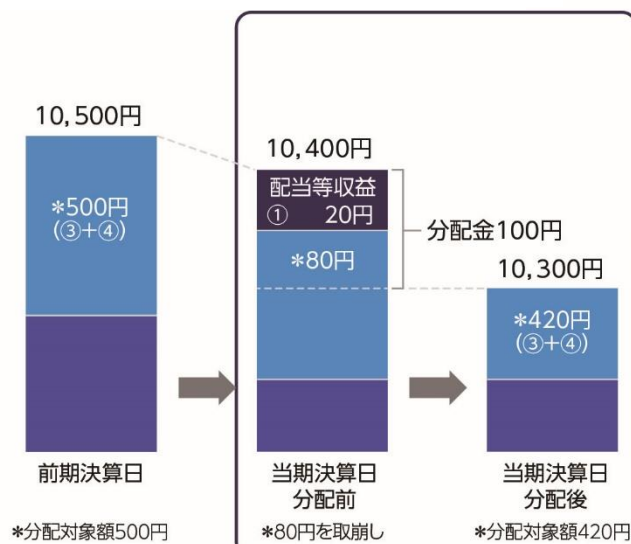 10,500円
*500円
(③+④)
前期決算日
*分配対象額500円
10,400円
配当等収益
① 20円
*80円
分配金100円
当期決算日
分配前
*80円を取崩し
10,300円
*420円
(③+④)
当期決算日
分配後
*分配対象額420円